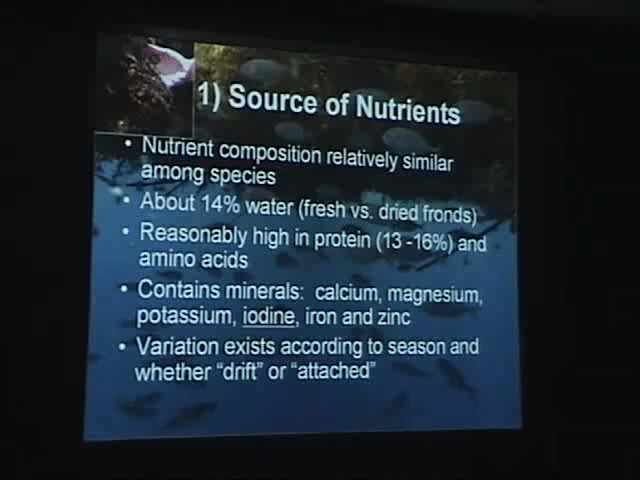 1) Source of Nutrients
• Nutrient composition relatively similar
among species
• About 14% water (fresh vs. dried fronds)
• Reasonably high in protein (13 -16%) and
amino acids
• Contains minerals: calcium, magnesium,
potassium, iodine, iron and zinc
• Variation exists according to season and
whether “drift” or “attached”